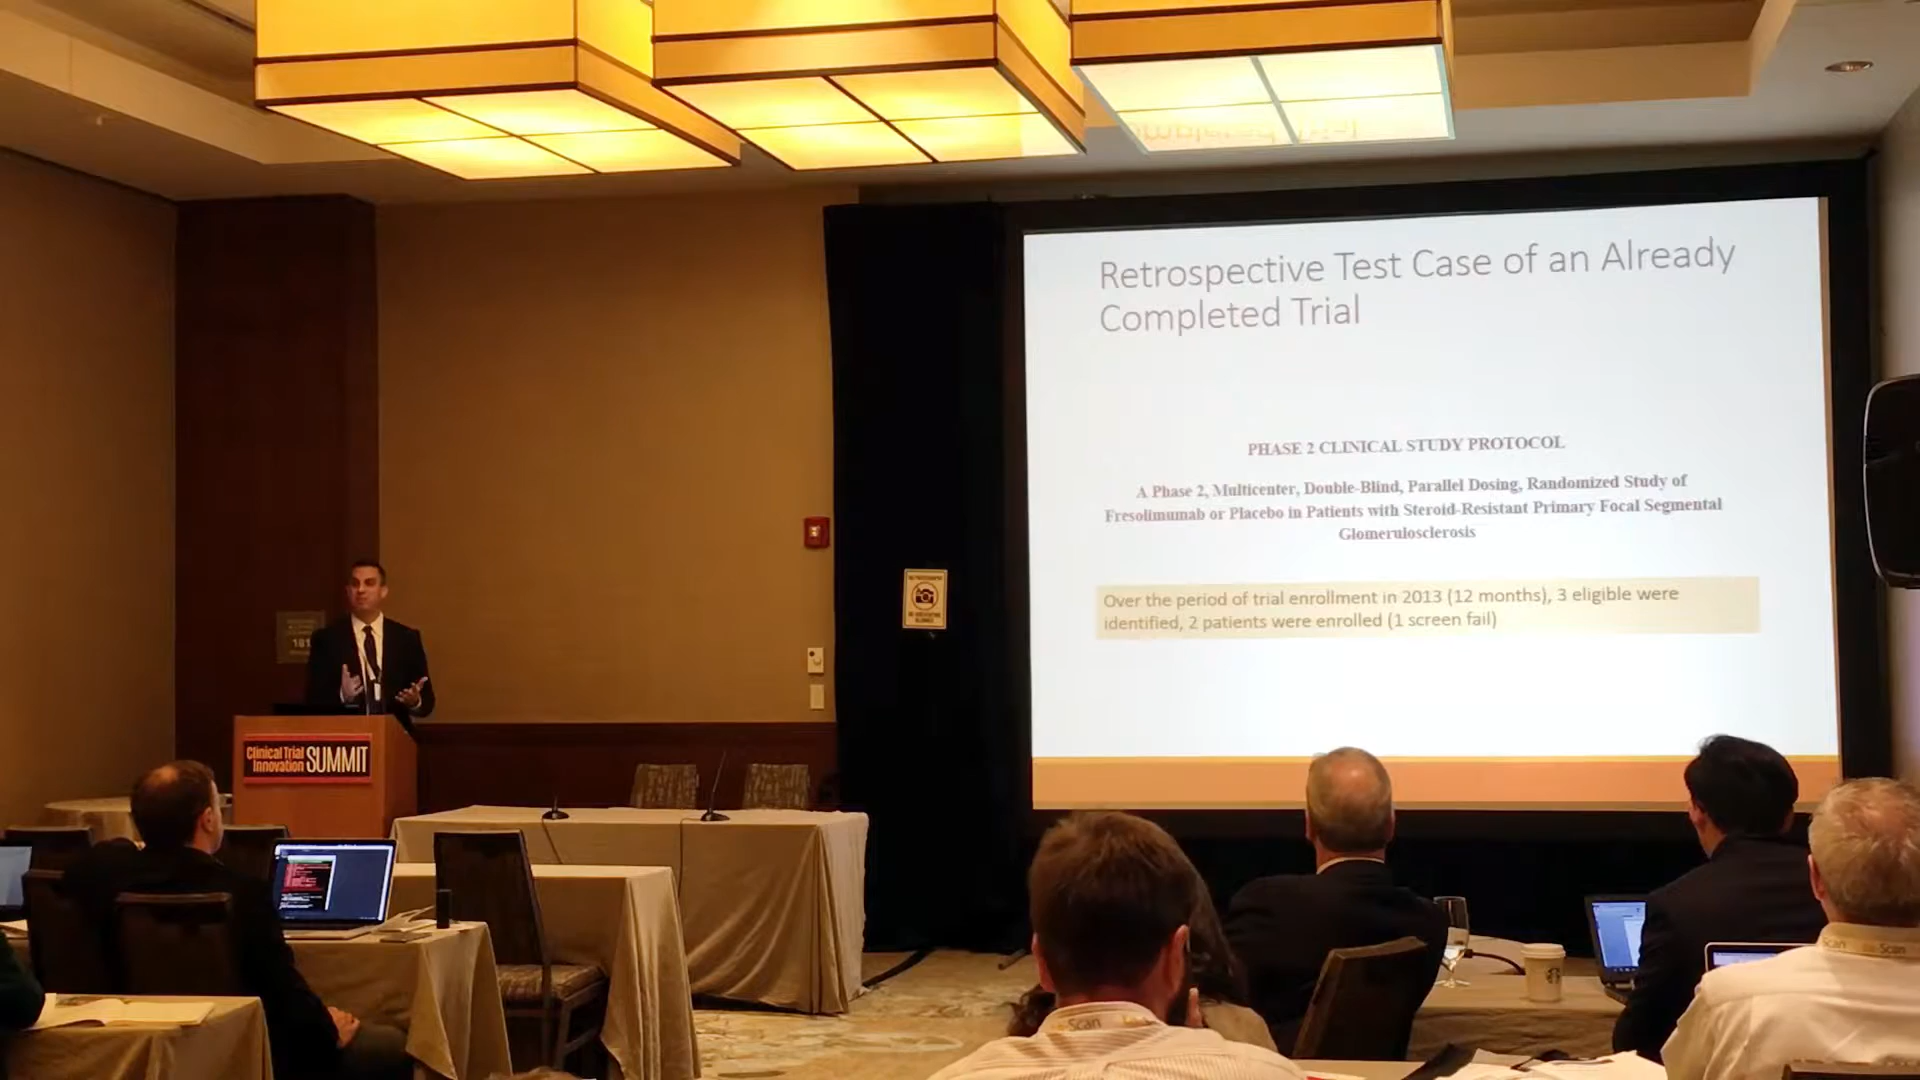 Retrospective Test Case of an Already
Completed Trial
PHASE 2 CLINICAL STUDY PROTOCOL
A Phase 2, Multicenter, Double-Blind, Parallel Dosing, Randomized Study of
Fresolimumab or Placebo in Patients with Steroid-Resistant Primary Focal Segmental
Glomerulosclerosis
Over the period of trial enrollment in 2013 (12 months), 3 eligible were
identified, 2 patients were enrolled (1 screen fail)
Clinical Trial
Innovation SUMMIT
Scan
Scan
Scan